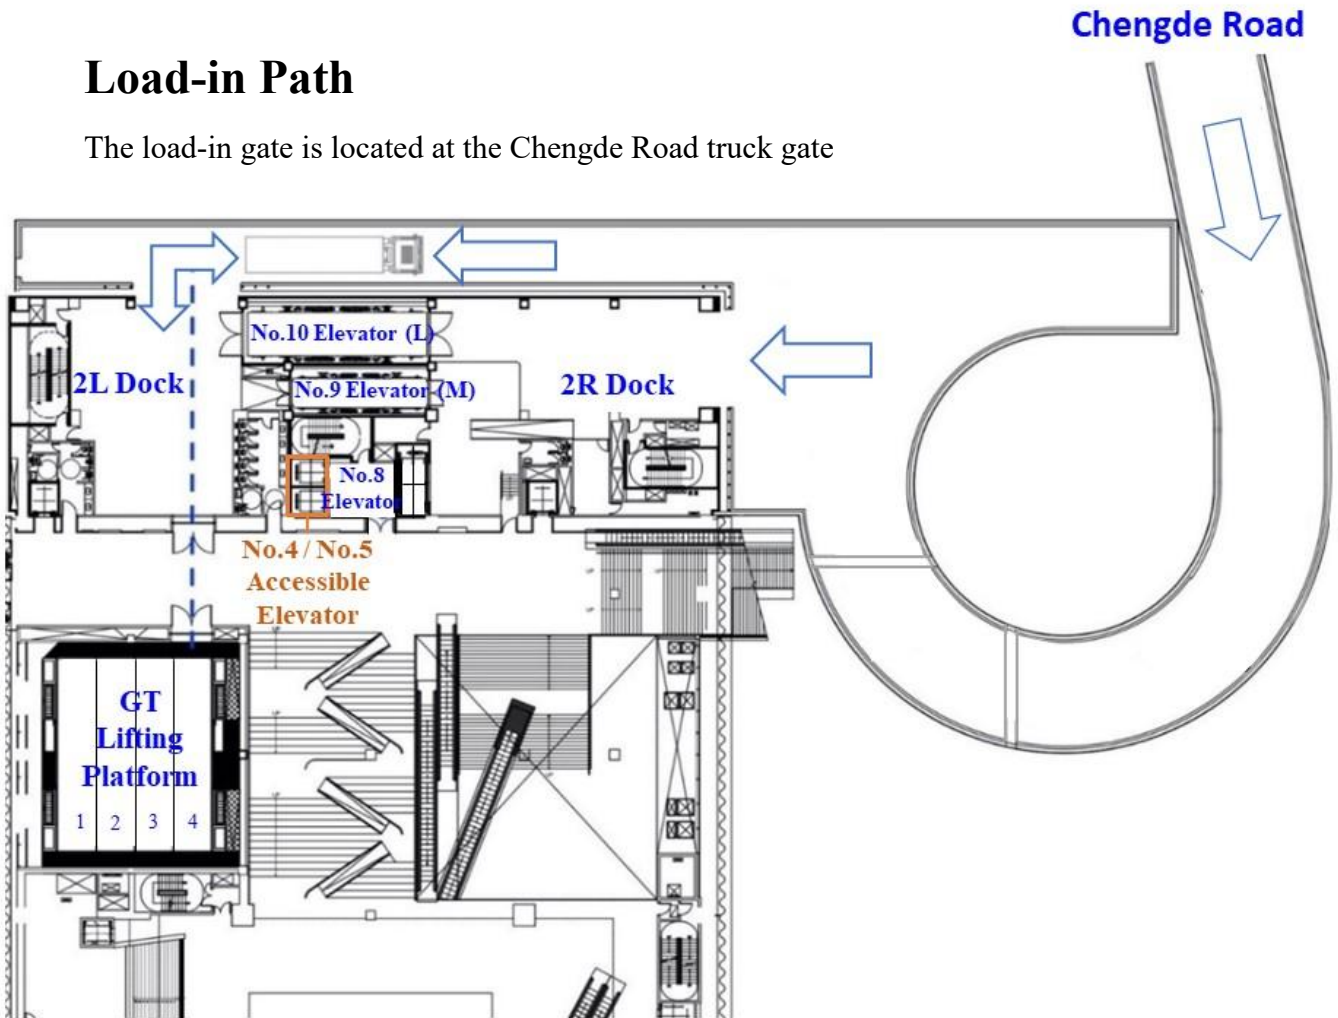 Chengde Road
Load-in Path
The load-in gate is located at the Chengde Road truck gate
No.10 Elevator (L)
2L Dock
No.9 Elevator (M)
2R Dock
No.8
Elevator
No.4 / No.5
Accessible
Elevator
GT
Lifting
Platform
1 2 3 4